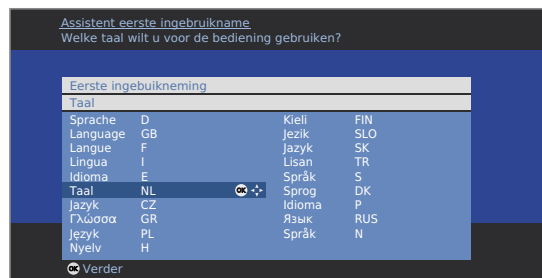 Assistent eerste ingebruikname
Welke taal wilt u voor de bediening gebruiken?
Eerste ingebuikneming
Taal
Sprache D Kieli FIN
Language GB Jezik SLO
Langue F Jazyk SK
Lingua I Lisan TR
Idioma E Språk S
Taal NL OK Sprog DK
Jazyk CZ Idioma P
Γλώσσα GR Язык RUS
Język PL Språk N
Nyelv H
OK Verder